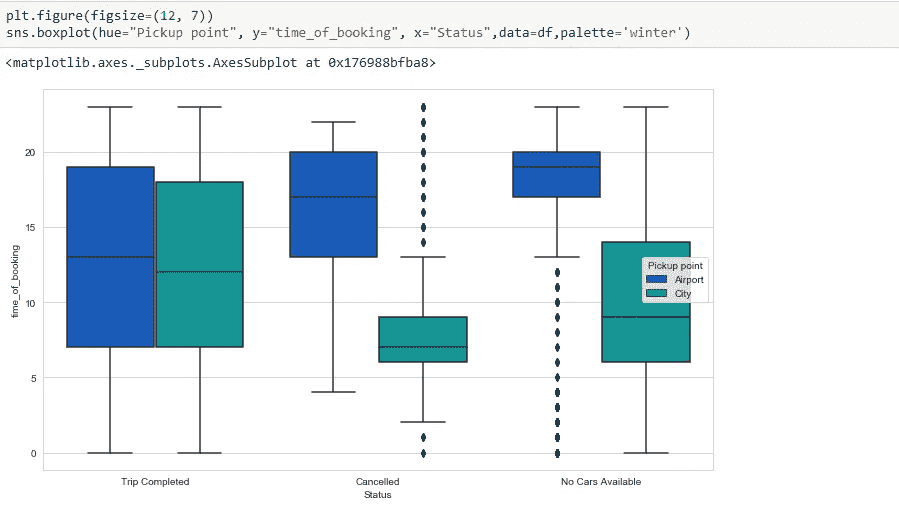 plt.figure(figsize=(12, 7))
sns.boxplot(hue="Pickup point", y="time_of_booking", x="Status",data=df,palette='winter')
<matplotlib.axes._subplots.AxesSubplot at 0x176988bfba8>
20
15
10
5
0
time_of_booking
Pickup point
Airport
City
Trip Completed
Cancelled
No Cars Available
Status